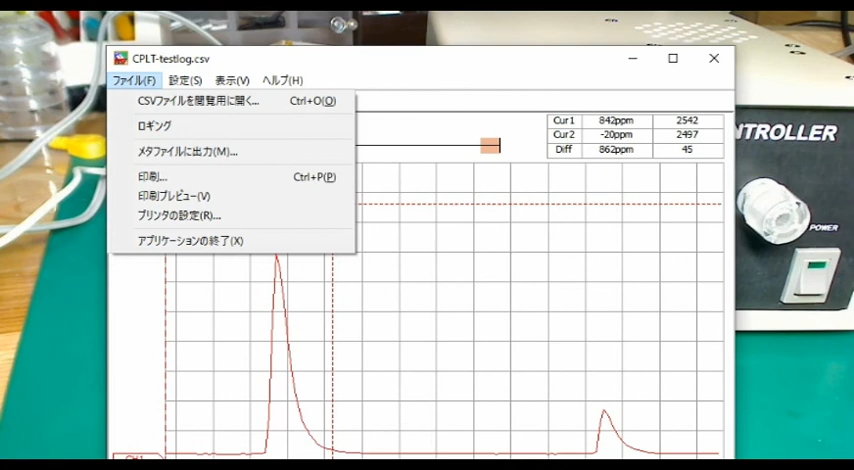 CPLT-testlog.csv
ファイル(F) 設定(S) 表示(V) ヘルプ(H)
CSVファイルを閲覧用に開く... Ctrl+O(O)
ロギング
メタファイルに出力(M)...
印刷... Ctrl+P(P)
印刷プレビュー(V)
プリンタの設定(R)...
アプリケーションの終了(X)
Cur1 842ppm 2542
Cur2 -20ppm 2497
Diff 862ppm 45
NTROLLER
POWER
CH1